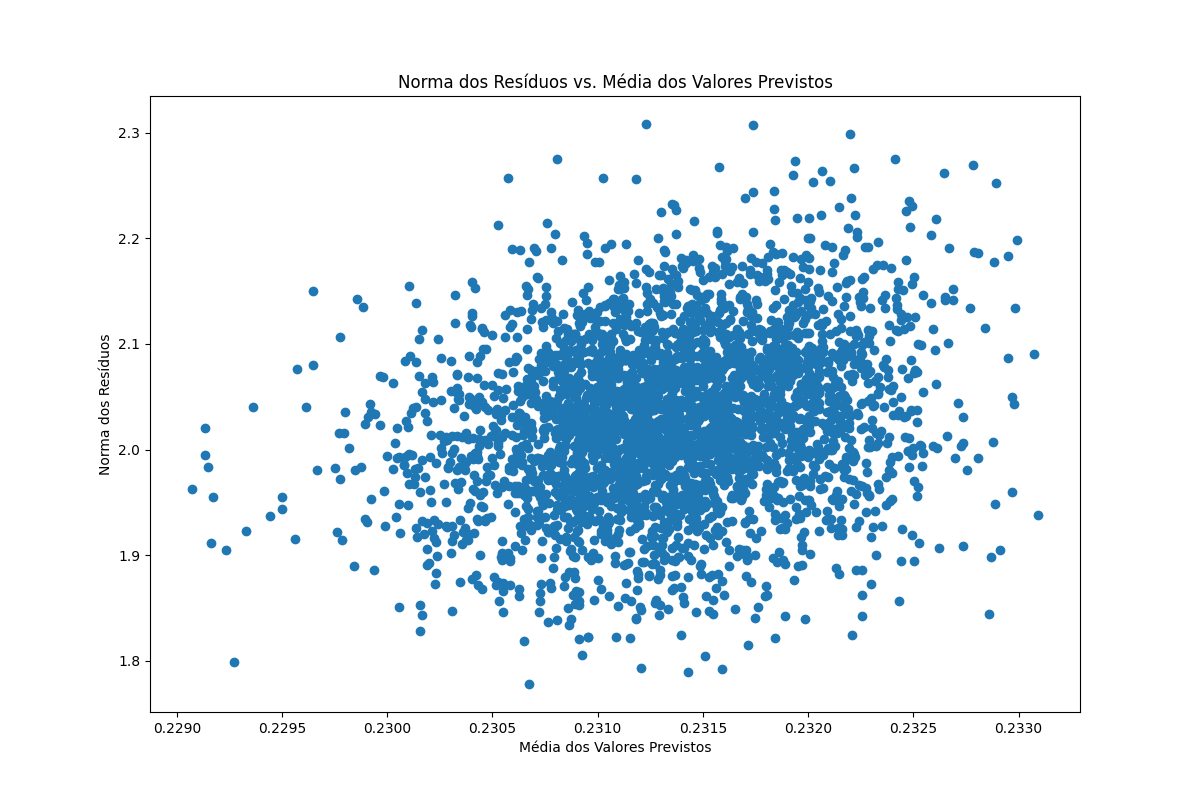 Norma dos Resíduos vs. Média dos Valores Previstos
2.3
2.2
2.1
2.0
1.9
1.8
Norma dos Resíduos
0.2290 0.2295 0.2300 0.2305 0.2310 0.2315 0.2320 0.2325 0.2330
Média dos Valores Previstos